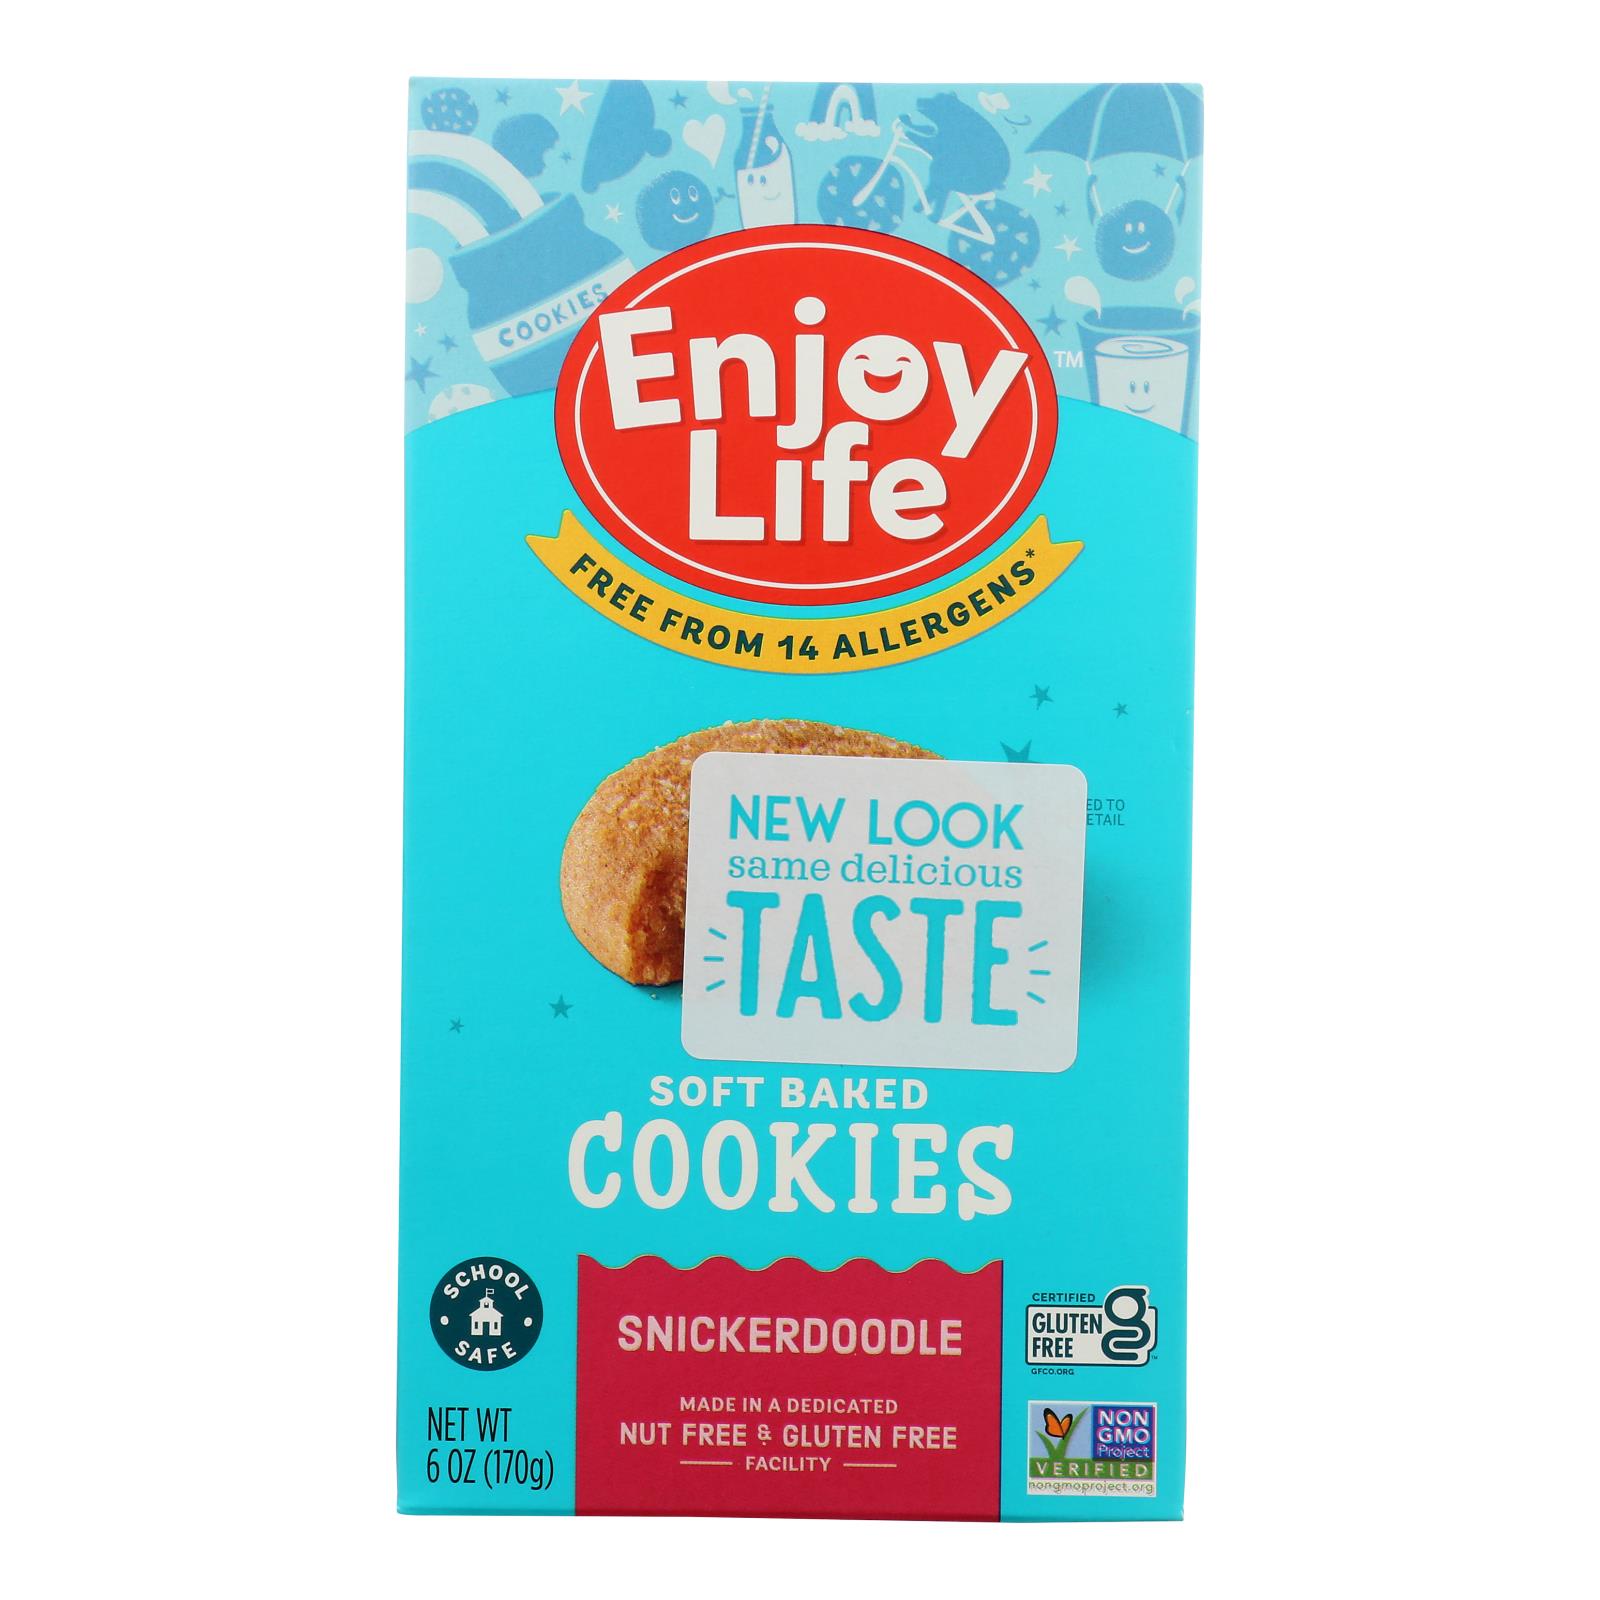 COOKIES
Enjoy
Life
TM
FREE FROM 14 ALLERGENS*
NEW LOOK
same delicious
TASTE
TO
SOFT BAKED
COOKIES
SCHOOL
SAFE
SNICKERDOODLE
MADE IN A DEDICATED
NUT FREE & GLUTEN FREE
FACILITY
NET WT
6 OZ (170g)
CERTIFIED
GLUTEN
FREE
GFCO.ORG
NON
GMO
Project
VERIFIED
nongmoproject.org